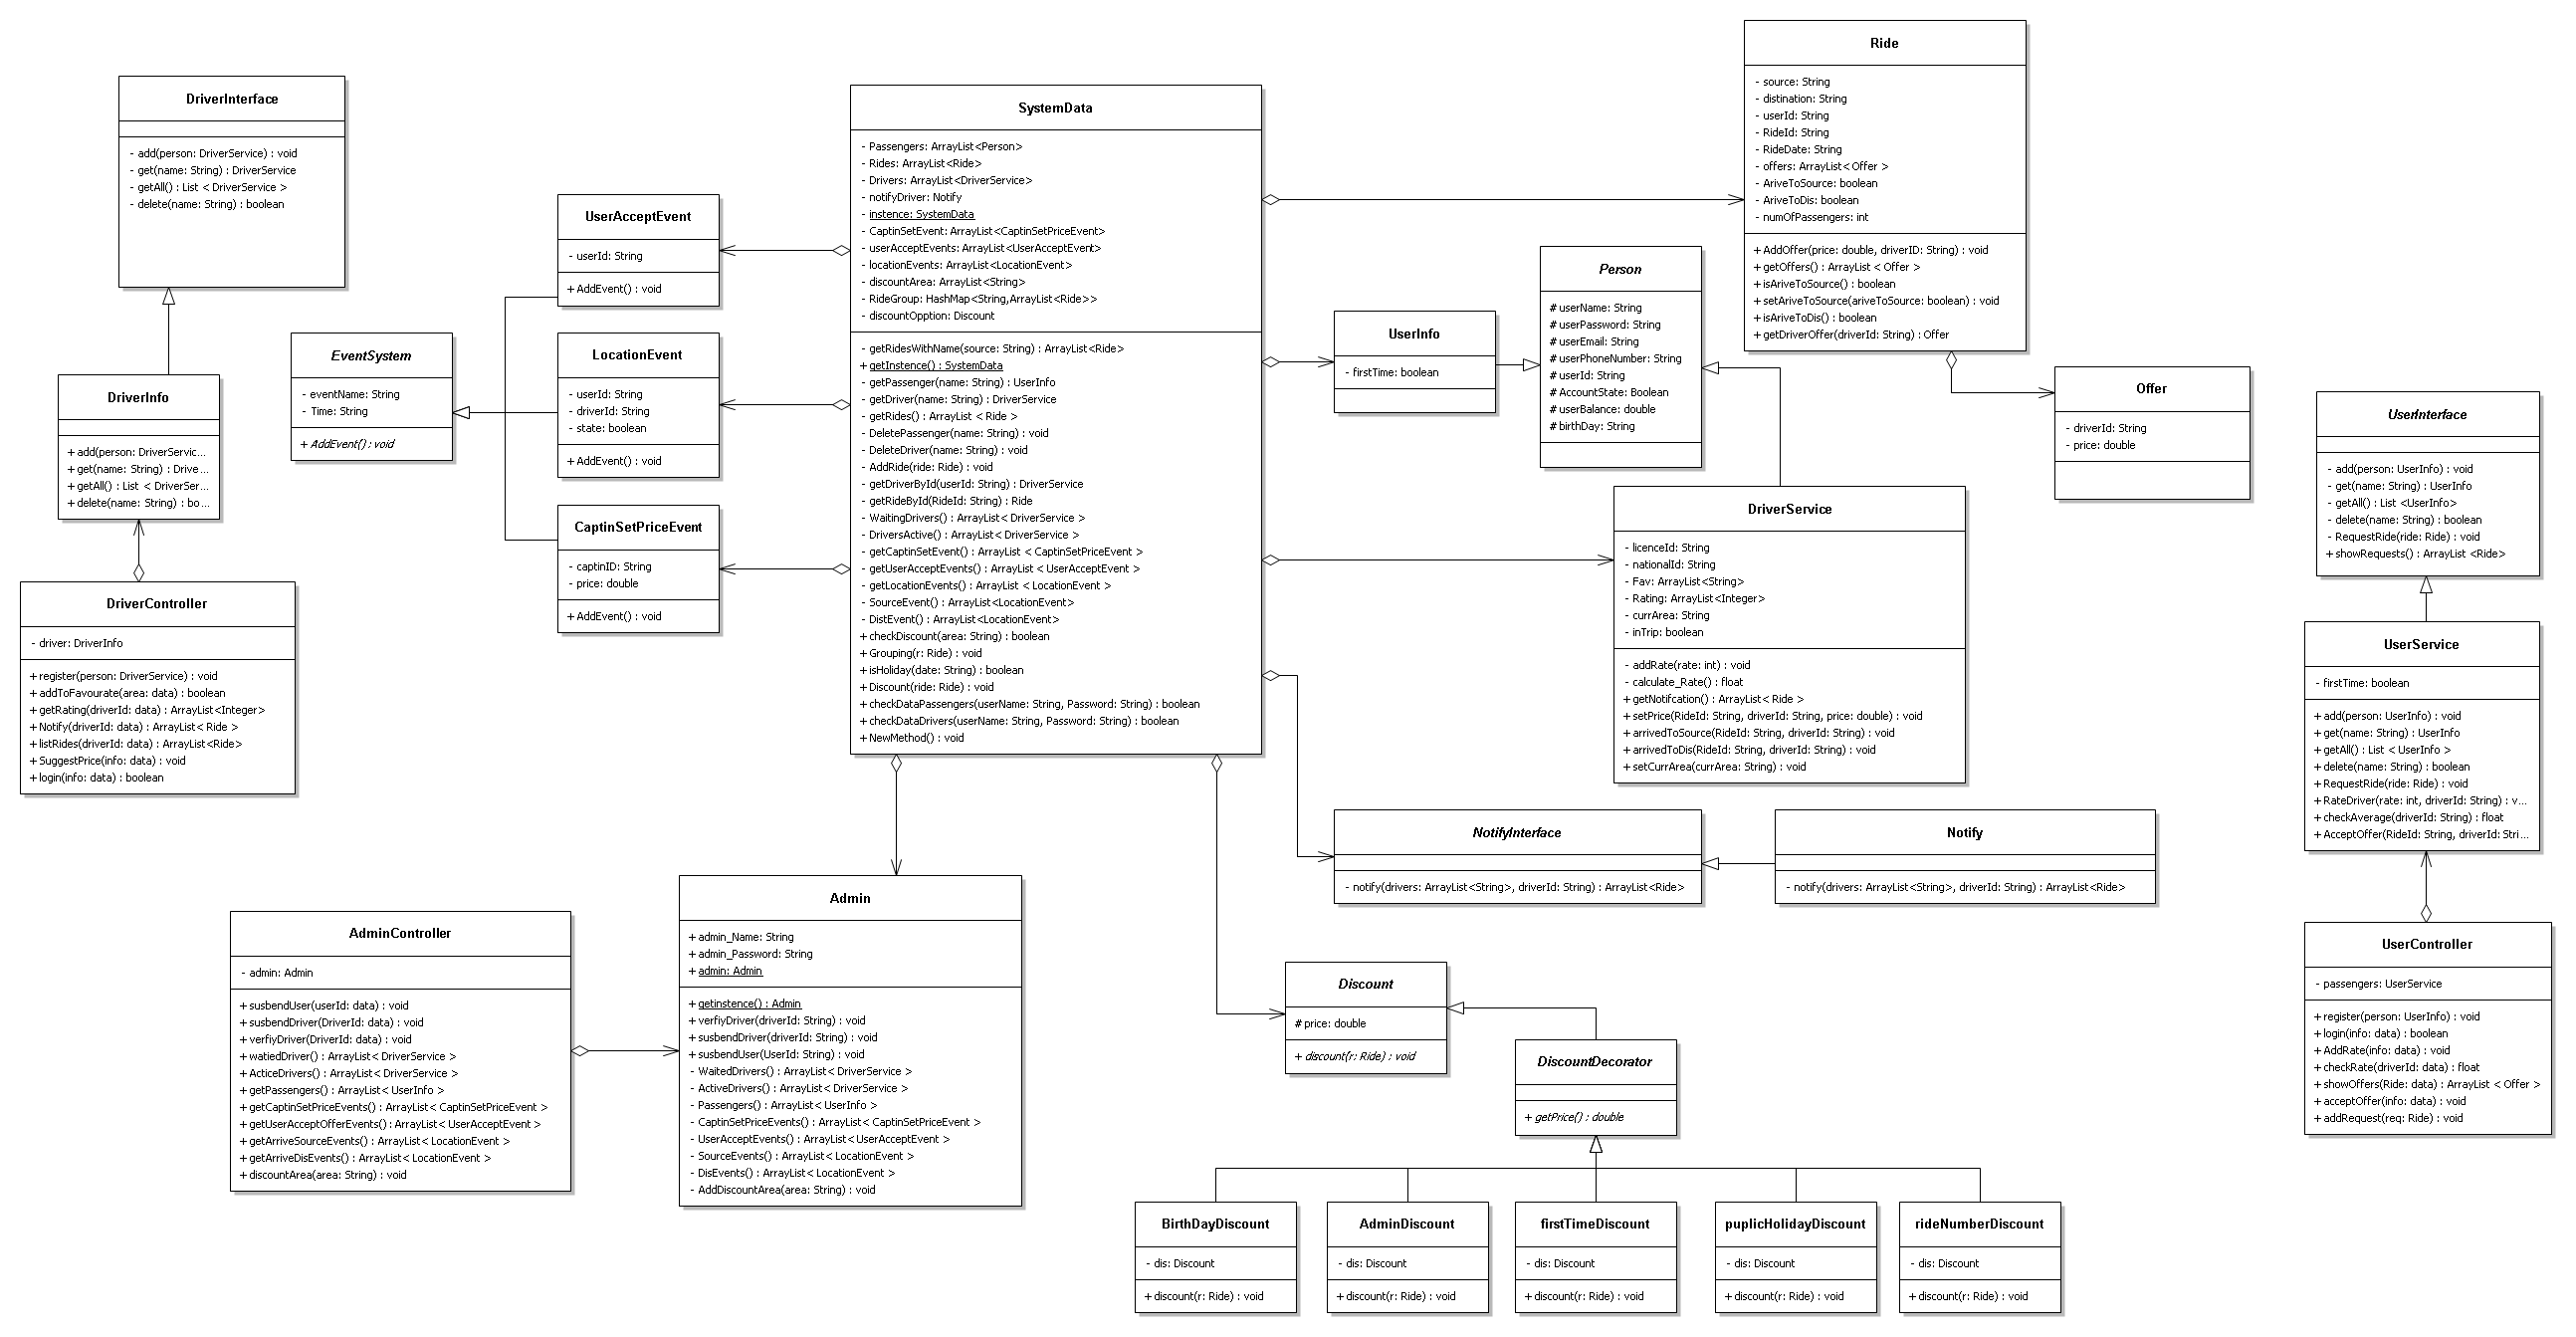 DriverInterface
- add(person: DriverService) : void
- get(name: String) : DriverService
- getAll() : List < DriverService >
- delete(name: String) : boolean
DriverInfo
+ add(person: DriverServic...
+ get(name: String) : Drive...
+ getAll() : List < DriverSer...
+ delete(name: String) : bo...
DriverController
- driver: DriverInfo
+ register(person: DriverService) : void
+ addToFavourate(area: data) : boolean
+ getRating(driverId: data) : ArrayList<Integer>
+ Notify(driverId: data) : ArrayList< Ride >
+ listRides(driverId: data) : ArrayList<Ride>
+ SuggestPrice(info: data) : void
+ login(info: data) : boolean
EventSystem
- eventName: String
- Time: String
+ AddEvent() : void
UserAcceptEvent
- userId: String
+ AddEvent() : void
LocationEvent
- userId: String
- driverId: String
- state: boolean
+ AddEvent() : void
CaptinSetPriceEvent
- captinID: String
- price: double
+ AddEvent() : void
SystemData
- Passengers: ArrayList<Person>
- Rides: ArrayList<Ride>
- Drivers: ArrayList<DriverService>
- notifyDriver: Notify
- instence: SystemData
- CaptinSetEvent: ArrayList<CaptinSetPriceEvent>
- userAcceptEvents: ArrayList<UserAcceptEvent>
- locationEvents: ArrayList<LocationEvent>
- discountArea: ArrayList<String>
- RideGroup: HashMap<String,ArrayList<Ride>>
- discountOpption: Discount
- getRidesWithName(source: String) : ArrayList<Ride>
+ getInstence() : SystemData
- getPassenger(name: String) : UserInfo
- getDriver(name: String) : DriverService
- getRides() : ArrayList < Ride >
- DeletePassenger(name: String) : void
- DeleteDriver(name: String) : void
- AddRide(ride: Ride) : void
- getDriverById(userId: String) : DriverService
- getRideById(RideId: String) : Ride
- WaitingDrivers() : ArrayList< DriverService >
- DriversActive() : ArrayList< DriverService >
- getCaptinSetEvent() : ArrayList < CaptinSetPriceEvent >
- getUserAcceptEvents() : ArrayList < UserAcceptEvent >
- getLocationEvents() : ArrayList < LocationEvent >
- SourceEvent() : ArrayList<LocationEvent>
- DistEvent() : ArrayList<LocationEvent>
+ checkDiscount(area: String) : boolean
+ Grouping(r: Ride) : void
+ isHoliday(date: String) : boolean
+ Discount(ride: Ride) : void
+ checkDataPassengers(userName: String, Password: String) : boolean
+ checkDataDrivers(userName: String, Password: String) : boolean
+ NewMethod() : void
Ride
- source: String
- distination: String
- userId: String
- RideId: String
- RideDate: String
- offers: ArrayList< Offer >
- AriveToSource: boolean
- AriveToDis: boolean
- numOfPassengers: int
+ AddOffer(price: double, driverID: String) : void
+ getOffers() : ArrayList < Offer >
+ isAriveToSource() : boolean
+ setAriveToSource(ariveToSource: boolean) : void
+ isAriveToDis() : boolean
+ getDriverOffer(driverId: String) : Offer
UserInfo
- firstTime: boolean
Person
# userName: String
# userPassword: String
# userEmail: String
# userPhoneNumber: String
# userId: String
# AccountState: Boolean
# userBalance: double
# birthDay: String
Offer
- driverId: String
- price: double
DriverService
- licenceId: String
- nationalId: String
- Fav: ArrayList<String>
- Rating: ArrayList<Integer>
- currArea: String
- inTrip: boolean
- addRate(rate: int) : void
- calculate_Rate() : float
+ getNotifcation() : ArrayList< Ride >
+ setPrice(RideId: String, driverId: String, price: double) : void
+ arrivedToSource(RideId: String, driverId: String) : void
+ arrivedToDis(RideId: String, driverId: String) : void
+ setCurrArea(currArea: String) : void
UserInterface
- add(person: UserInfo) : void
- get(name: String) : UserInfo
- getAll() : List <UserInfo>
- delete(name: String) : boolean
- RequestRide(ride: Ride) : void
+ showRequests() : ArrayList <Ride>
UserService
- firstTime: boolean
+ add(person: UserInfo) : void
+ get(name: String) : UserInfo
+ getAll() : List < UserInfo >
+ delete(name: String) : boolean
+ RequestRide(ride: Ride) : void
+ RateDriver(rate: int, driverId: String) : v...
+ checkAverage(driverId: String) : float
+ AcceptOffer(RideId: String, driverId: Stri...
UserController
- passengers: UserService
+ register(person: UserInfo) : void
+ login(info: data) : boolean
+ AddRate(info: data) : void
+ checkRate(driverId: data) : float
+ showOffers(Ride: data) : ArrayList < Offer >
+ acceptOffer(info: data) : void
+ addRequest(req: Ride) : void
NotifyInterface
- notify(drivers: ArrayList<String>, driverId: String) : ArrayList<Ride>
Notify
- notify(drivers: ArrayList<String>, driverId: String) : ArrayList<Ride>
AdminController
- admin: Admin
+ susbendUser(userId: data) : void
+ susbendDriver(DriverId: data) : void
+ verfiyDriver(DriverId: data) : void
+ watiedDriver() : ArrayList< DriverService >
+ ActiceDrivers() : ArrayList< DriverService >
+ getPassengers() : ArrayList< UserInfo >
+ getCaptinSetPriceEvents() : ArrayList< CaptinSetPriceEvent >
+ getUserAcceptOfferEvents() : ArrayList< UserAcceptEvent >
+ getArriveSourceEvents() : ArrayList< LocationEvent >
+ getArriveDisEvents() : ArrayList< LocationEvent >
+ discountArea(area: String) : void
Admin
+ admin_Name: String
+ admin_Password: String
+ admin: Admin
+ getinstence() : Admin
+ verfiyDriver(driverId: String) : void
+ susbendDriver(driverId: String) : void
+ susbendUser(UserId: String) : void
- WaitedDrivers() : ArrayList< DriverService >
- ActiveDrivers() : ArrayList< DriverService >
- Passengers() : ArrayList< UserInfo >
- CaptinSetPriceEvents() : ArrayList< CaptinSetPriceEvent >
- UserAcceptEvents() : ArrayList< UserAcceptEvent >
- SourceEvents() : ArrayList< LocationEvent >
- DisEvents() : ArrayList< LocationEvent >
- AddDiscountArea(area: String) : void
Discount
# price: double
+ discount(r: Ride) : void
DiscountDecorator
+ getPrice() : double
BirthDayDiscount
- dis: Discount
+ discount(r: Ride) : void
AdminDiscount
- dis: Discount
+ discount(r: Ride) : void
firstTimeDiscount
- dis: Discount
+ discount(r: Ride) : void
puplicHolidayDiscount
- dis: Discount
+ discount(r: Ride) : void
rideNumberDiscount
- dis: Discount
+ discount(r: Ride) : void